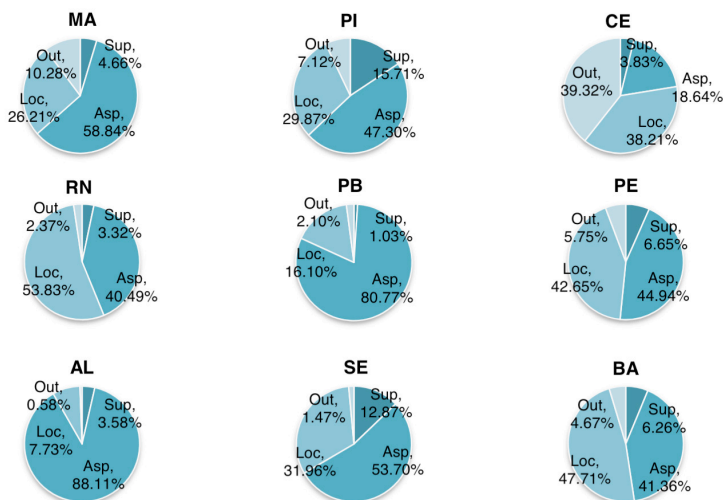 MA
Sup,
4.66%
Asp,
58.84%
Loc,
26.21%
Out,
10.28%
PI
Sup,
15.71%
Asp,
47.30%
Loc,
29.87%
Out,
7.12%
CE
Sup,
3.83%
Asp,
18.64%
Loc,
38.21%
Out,
39.32%
RN
Sup,
3.32%
Asp,
40.49%
Loc,
53.83%
Out,
2.37%
PB
Sup,
1.03%
Asp,
80.77%
Loc,
16.10%
Out,
2.10%
PE
Sup,
6.65%
Asp,
44.94%
Loc,
42.65%
Out,
5.75%
AL
Sup,
3.58%
Asp,
88.11%
Loc,
7.73%
Out,
0.58%
SE
Sup,
12.87%
Asp,
53.70%
Loc,
31.96%
Out,
1.47%
BA
Sup,
6.26%
Asp,
41.36%
Loc,
47.71%
Out,
4.67%